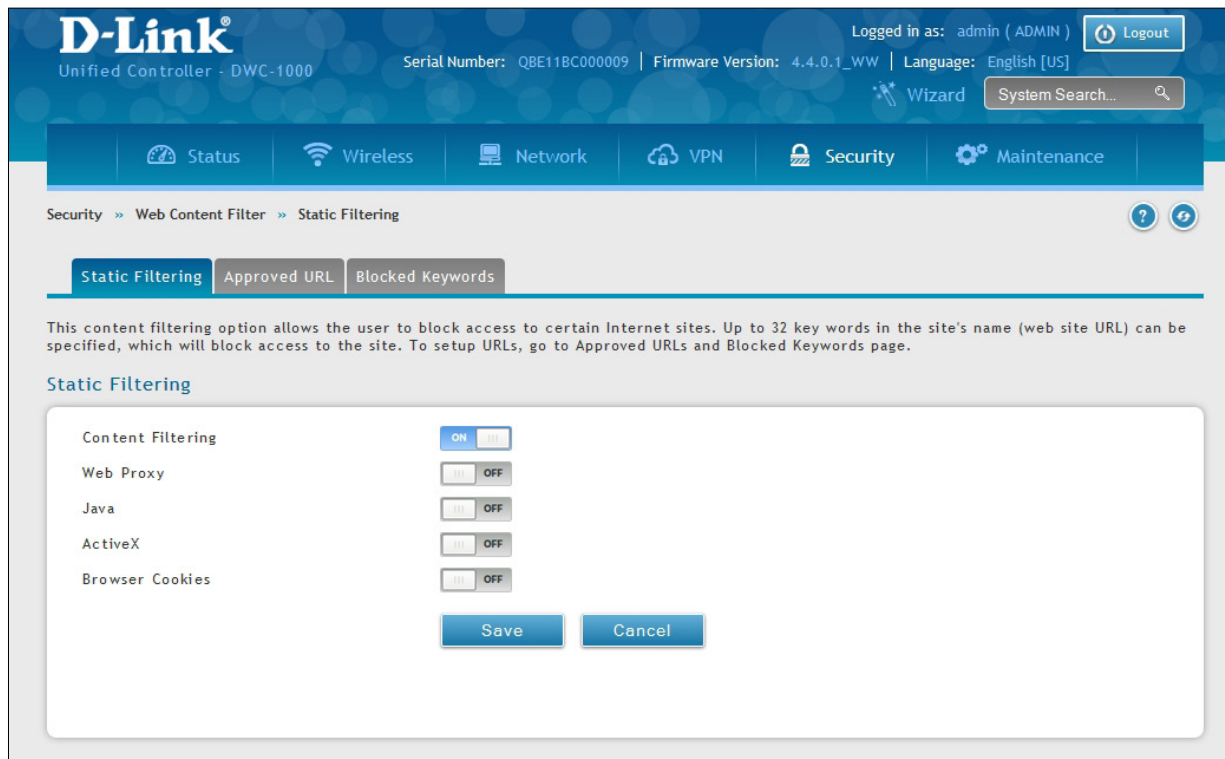 D-Link®
Unified Controller - DWC-1000
Logged in as: admin ( ADMIN ) Logout
Serial Number: QBE11BC000009 | Firmware Version: 4.4.0.1_WW | Language: English [US]
Wizard System Search...
Status Wireless Network VPN Security Maintenance
Security » Web Content Filter » Static Filtering ?
Static Filtering Approved URL Blocked Keywords
This content filtering option allows the user to block access to certain Internet sites. Up to 32 key words in the site's name (web site URL) can be
specified, which will block access to the site. To setup URLs, go to Approved URLs and Blocked Keywords page.
Static Filtering
Content Filtering ON
Web Proxy OFF
Java OFF
ActiveX OFF
Browser Cookies OFF
Save Cancel